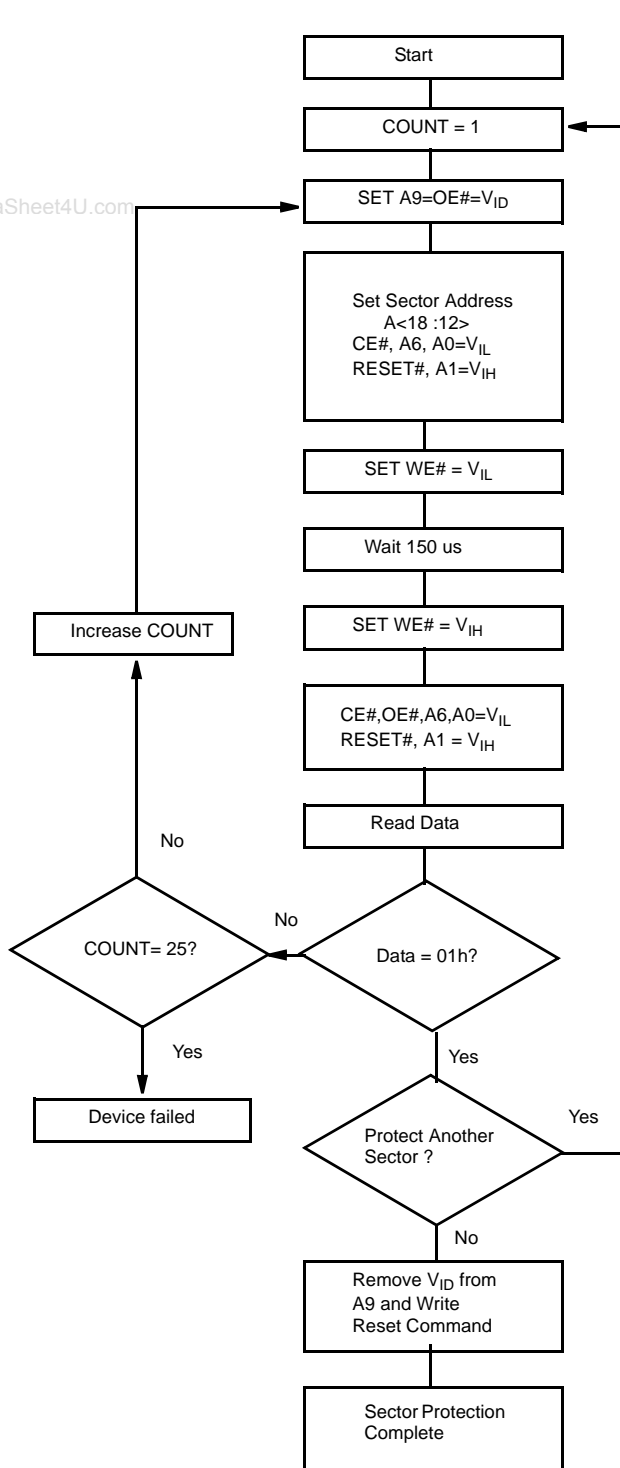 Start
COUNT = 1
aSheet4U.com
SET A9=OE#=VID
Set Sector Address
A<18 :12>
CE#, A6, A0=VIL
RESET#, A1=VIH
SET WE# = VIL
Wait 150 us
Increase COUNT
SET WE# = VIH
CE#,OE#,A6,A0=VIL
RESET#, A1 = VIH
Read Data
No
No
COUNT= 25?
Data = 01h?
Yes
Yes
Device failed
Protect Another
Sector ?
Yes
No
Remove VID from
A9 and Write
Reset Command
Sector Protection
Complete